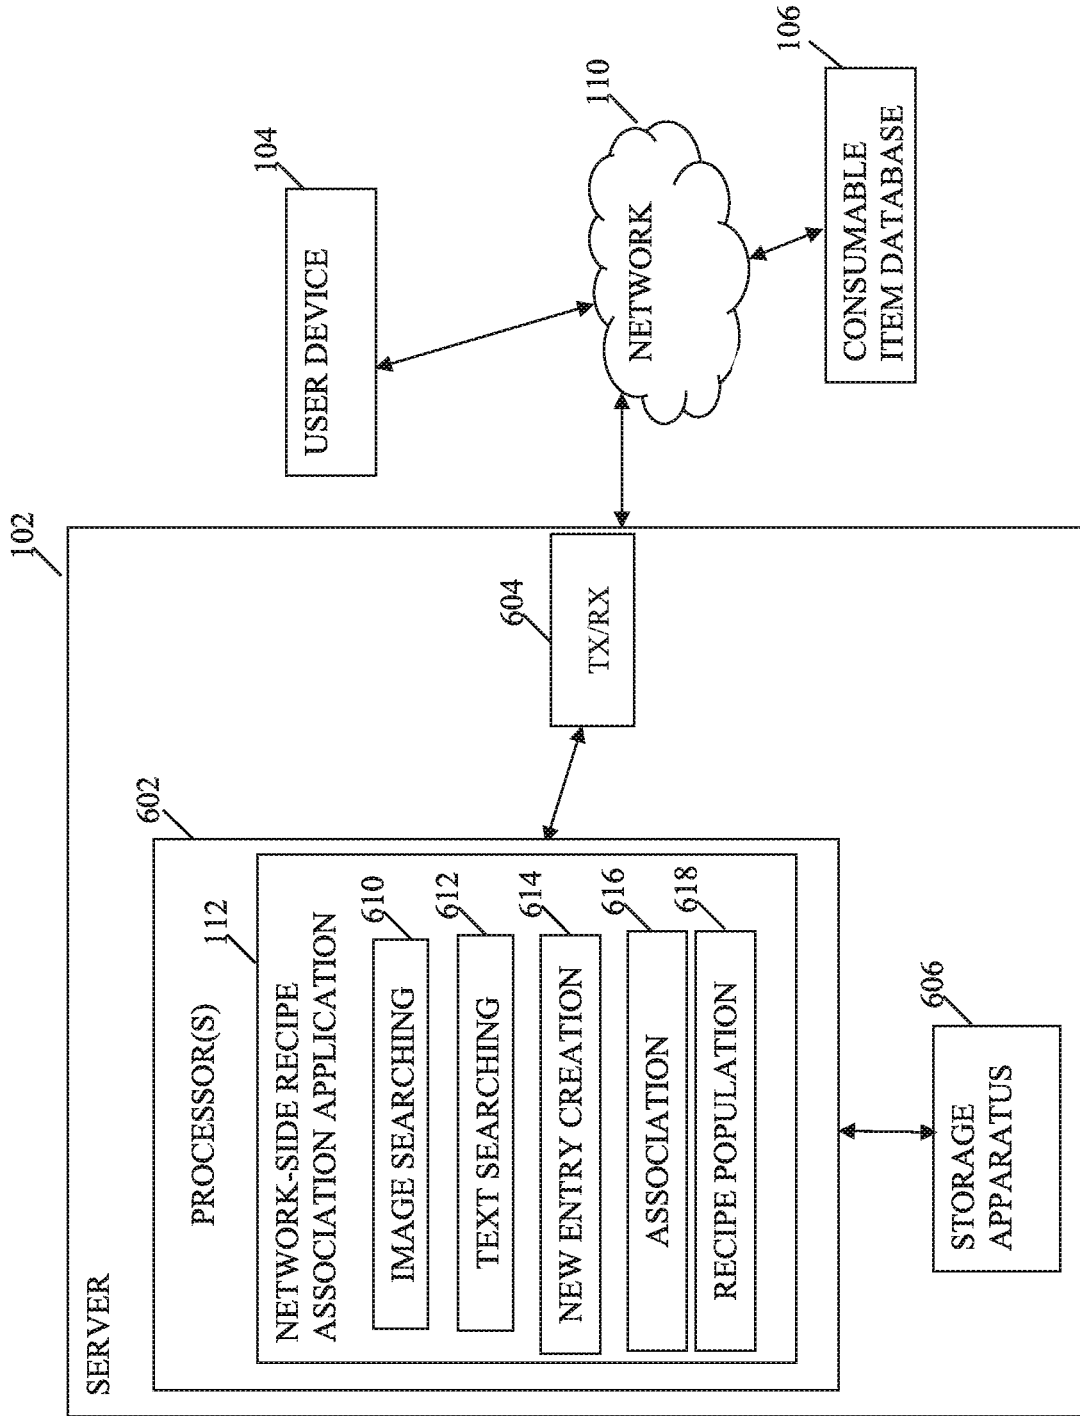 SERVER
102
PROCESSOR(S)
602
NETWORK-SIDE RECIPE
ASSOCIATION APPLICATION
112
IMAGE SEARCHING
610
TEXT SEARCHING
612
NEW ENTRY CREATION
614
ASSOCIATION
616
RECIPE POPULATION
618
STORAGE
APPARATUS
606
TX/RX
604
USER DEVICE
104
NETWORK
110
CONSUMABLE
ITEM DATABASE
106